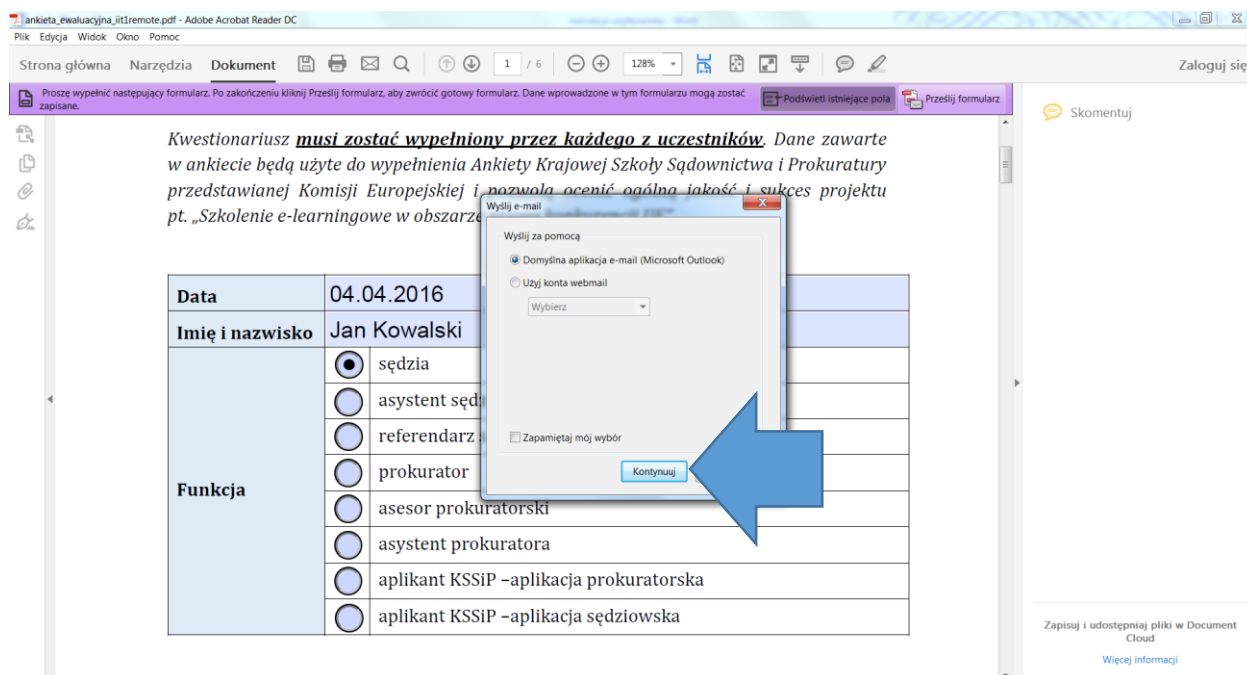 ankieta_ewaluacyjna_iit1remote.pdf - Adobe Acrobat Reader DC
Plik Edycja Widok Okno Pomoc
Strona główna Narzędzia Dokument 1 / 6 128% Zaloguj się
Proszę wypełnić następujący formularz. Po zakończeniu kliknij Prześlij formularz, aby zwrócić gotowy formularz. Dane wprowadzone w tym formularzu mogą zostać
zapisane.
Podświetl istniejące pola Prześlij formularz
Skomentuj
Kwestionariusz musi zostać wypełniony przez każdego z uczestników. Dane zawarte
w ankiecie będą użyte do wypełnienia Ankiety Krajowej Szkoły Sądownictwa i Prokuratury
przedstawianej Komisji Europejskiej i pozwolą ocenić ogólną jakość i sukces projektu
pt. „Szkolenie e-learningowe w obszarze
Wyślij e-mail
Wyślij za pomocą
Domyślna aplikacja e-mail (Microsoft Outlook)
Użyj konta webmail
Wybierz
Zapamiętaj mój wybór
Kontynuuj
Data 04.04.2016
Imię i nazwisko Jan Kowalski
Funkcja
sędzia
asystent
referendarz
prokurator
asesor prokuratorski
asystent prokuratora
aplikant KSSiP –aplikacja prokuratorska
aplikant KSSiP –aplikacja sędziowska
Zapisuj i udostępniaj pliki w Document
Cloud
Więcej informacji